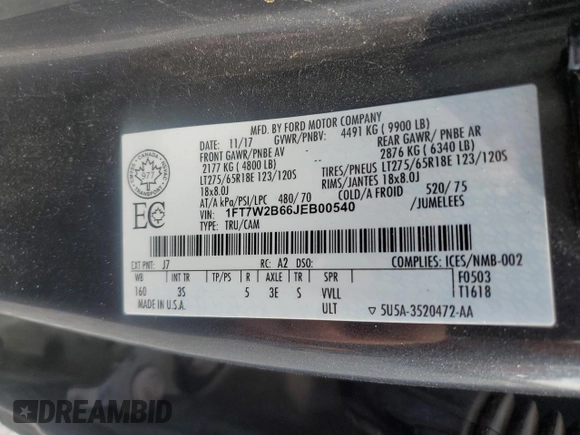 MFD. BY FORD MOTOR COMPANY
11/17 GVWR/PNBV: 4491 KG ( 9900 LB)
FRONT GAWR/PNBE AV - REAR GAWR/ PNBE AR
2177 KG ( 4800 LB) 2876 KG ( 6340 LB)
LT275/65R18E 123/120S TIRES/PNEUS LT275/65R18E 123/120S
18x8.0J RIMS/JANTES 18x8.0J
AT/A kPa/PSI/LPC 480/ 70 COLD/A FROID 520/ 75
VIN: 1FT7W2B66JEB00540 /JUMELEES
TYPE: TRU/CAM
CANADA
977
TRANSPORT
EC
EXT PNT: J7 RC: A2 DSO: COMPLIES: ICES/NMB-002
WB INT TR TP/PS R AXLE TR SPR F0503
160 3S 5 3E S VVLL T1618
MADE IN U.S.A. ULT 5U5A-3520472-AA
DREAMBID